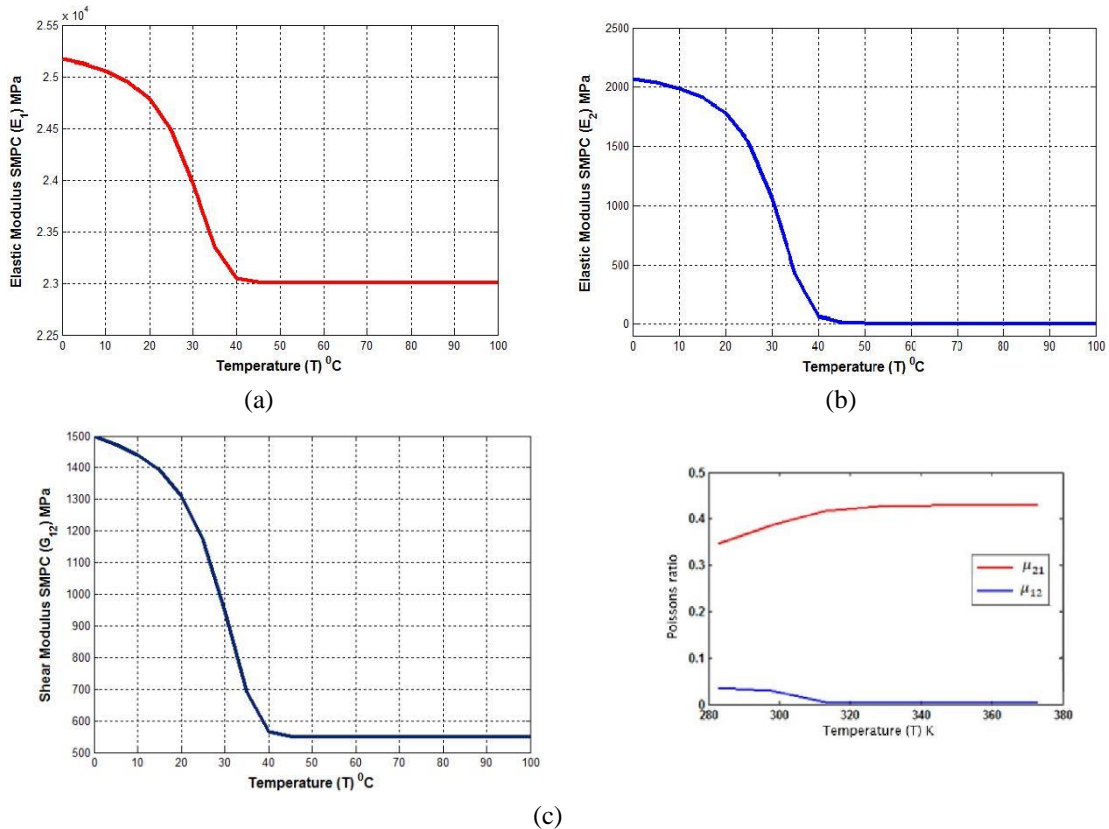 x 10⁴
2.55
2.5
2.45
2.4
2.35
2.3
2.25
Elastic Modulus SMPC (E₁) MPa
0 10 20 30 40 50 60 70 80 90 100
Temperature (T) ⁰C
(a)
2500
2000
1500
1000
500
0
Elastic Modulus SMPC (E₂) MPa
0 10 20 30 40 50 60 70 80 90 100
Temperature (T) ⁰C
(b)
1500
1400
1300
1200
1100
1000
900
800
700
600
500
Shear Modulus SMPC (G₁₂) MPa
0 10 20 30 40 50 60 70 80 90 100
Temperature (T) ⁰C
0.5
0.4
0.3
0.2
0.1
0
Poissons ratio
μ₂₁
μ₁₂
280 300 320 340 360 380
Temperature (T) K
(c)